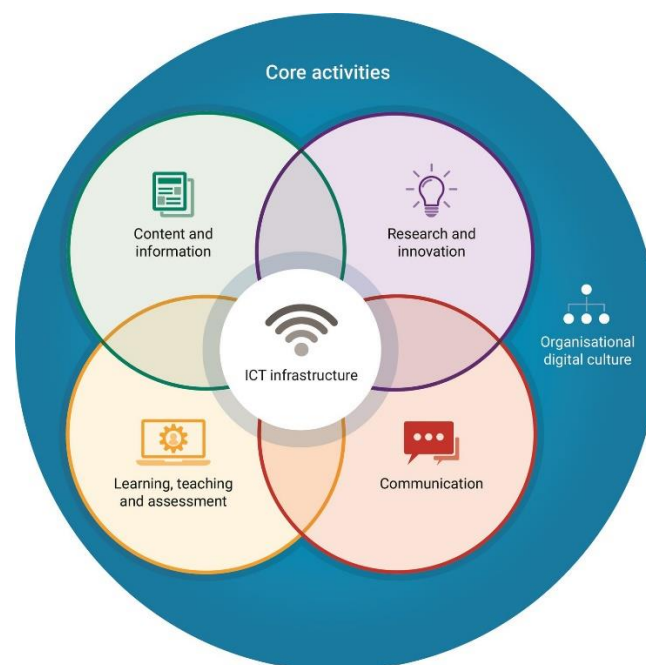 Core activities
Content and
information
Research and
innovation
Organisational
digital culture
ICT infrastructure
Learning, teaching
and assessment
Communication